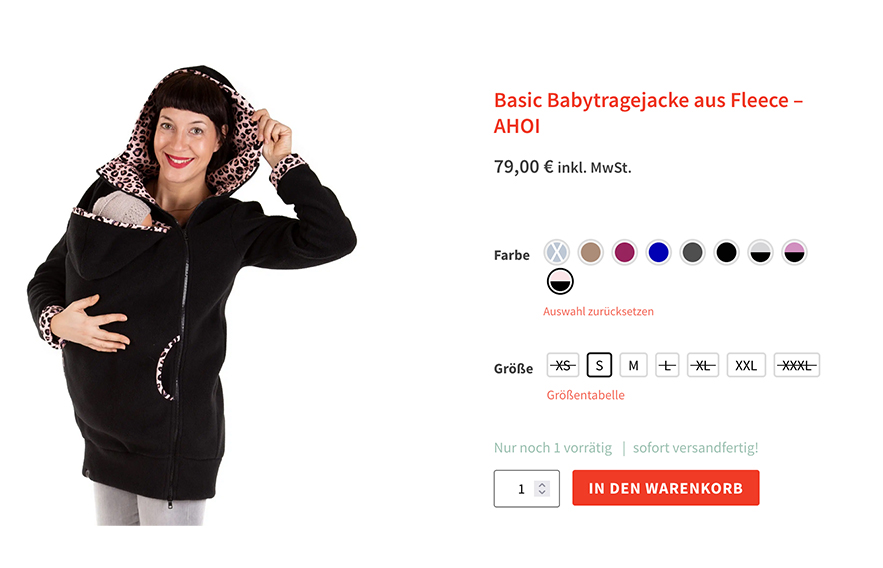 Basic Babytragejacke aus Fleece –
AHOI
79,00 € inkl. MwSt.
Farbe
Auswahl zurücksetzen
Größe XS S M L XL XXL XXXL
Größentabelle
Nur noch 1 vorrätig | sofort versandfertig!
1 IN DEN WARENKORB